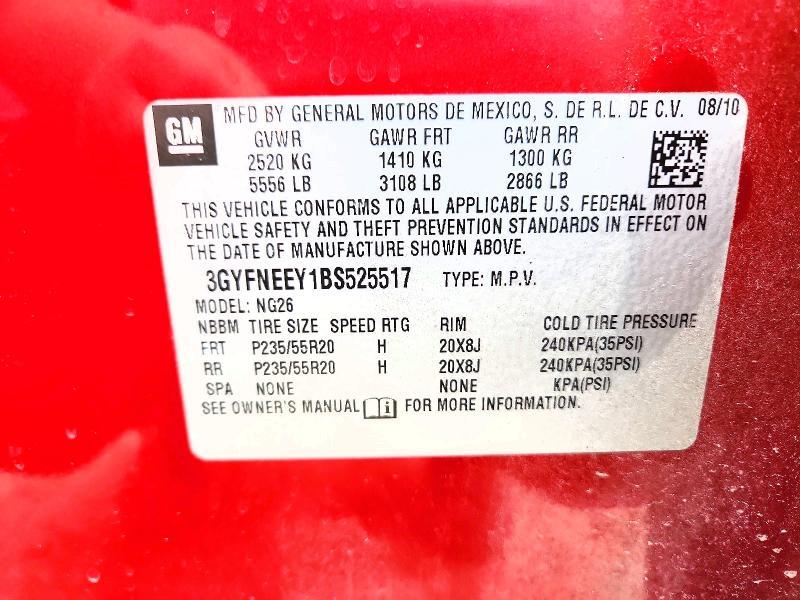 GM MFD BY GENERAL MOTORS DE MEXICO, S. DE R.L. DE C.V. 08/10
GVWR GAWR FRT GAWR RR
2520 KG 1410 KG 1300 KG
5556 LB 3108 LB 2866 LB
THIS VEHICLE CONFORMS TO ALL APPLICABLE U.S. FEDERAL MOTOR
VEHICLE SAFETY AND THEFT PREVENTION STANDARDS IN EFFECT ON
THE DATE OF MANUFACTURE SHOWN ABOVE.
3GYFNEEY1BS525517 TYPE: M.P.V.
MODEL: NG26
NBBM TIRE SIZE SPEED RTG RIM COLD TIRE PRESSURE
FRT P235/55R20 H 20X8J 240KPA(35PSI)
RR P235/55R20 H 20X8J 240KPA(35PSI)
SPA NONE NONE KPA(PSI)
SEE OWNER'S MANUAL i FOR MORE INFORMATION.